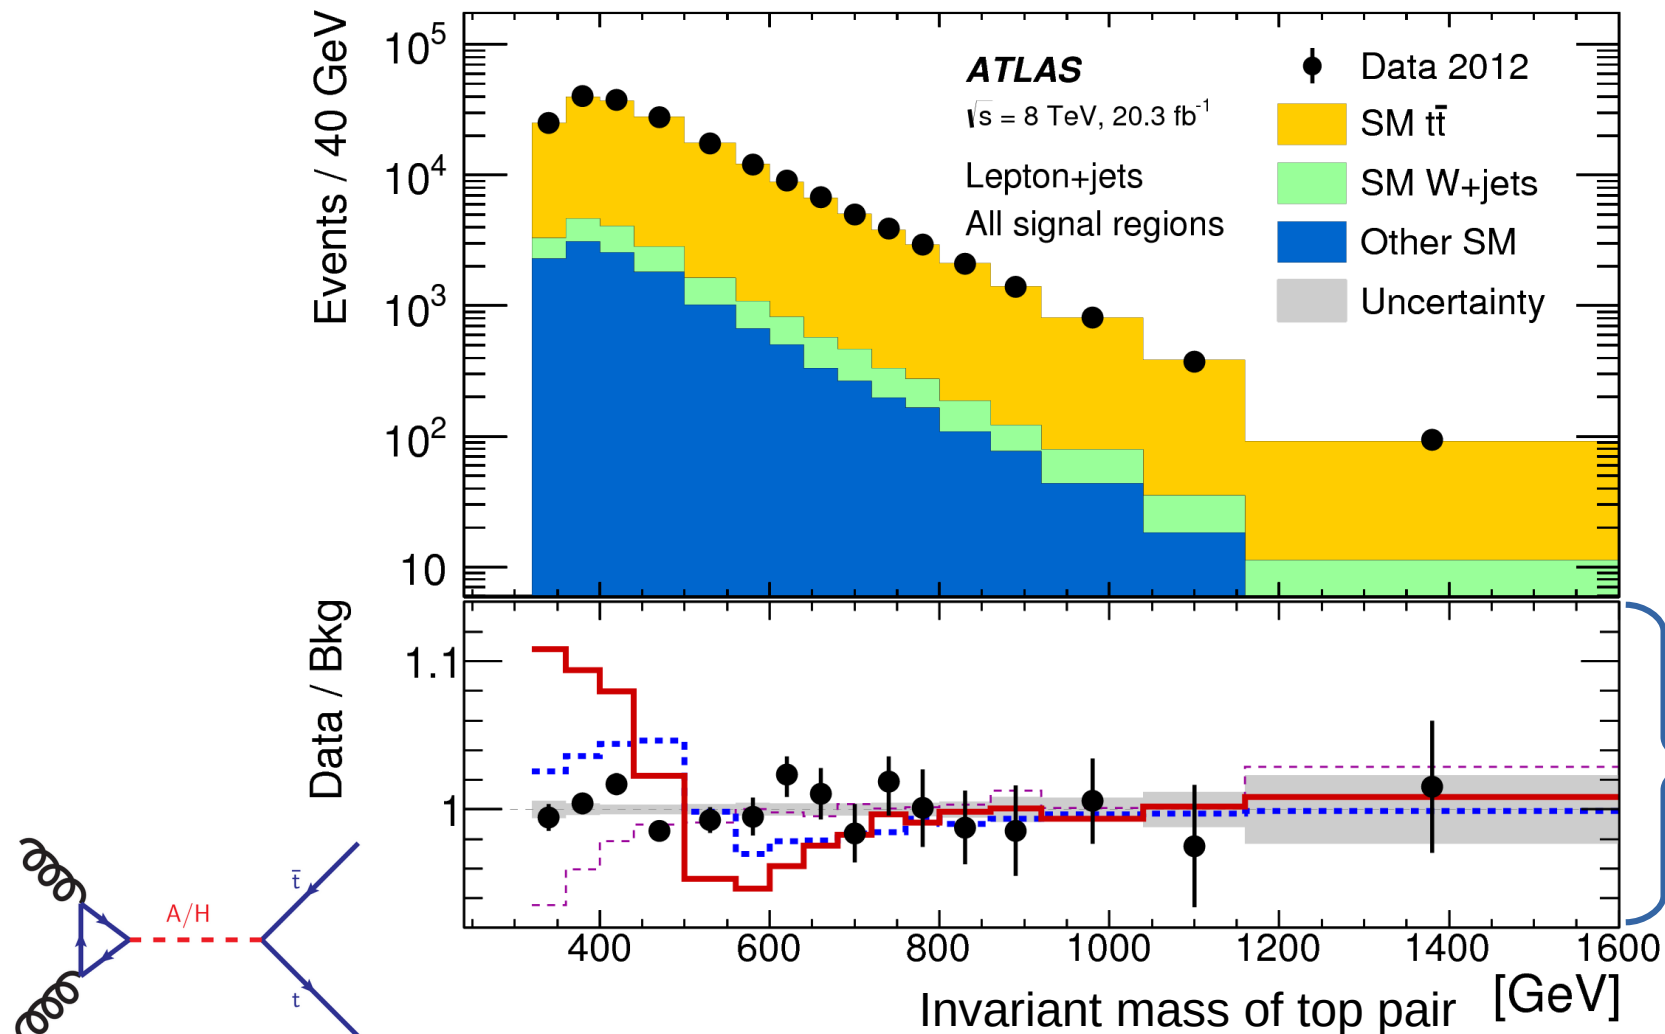 10^5
10^4
10^3
10^2
10
Events / 40 GeV
ATLAS
√s = 8 TeV, 20.3 fb^-1
Lepton+jets
All signal regions
Data 2012
SM tt̄
SM W+jets
Other SM
Uncertainty
Data / Bkg
1.1
1
400 600 800 1000 1200 1400 1600
Invariant mass of top pair [GeV]
A/H
t̄
t